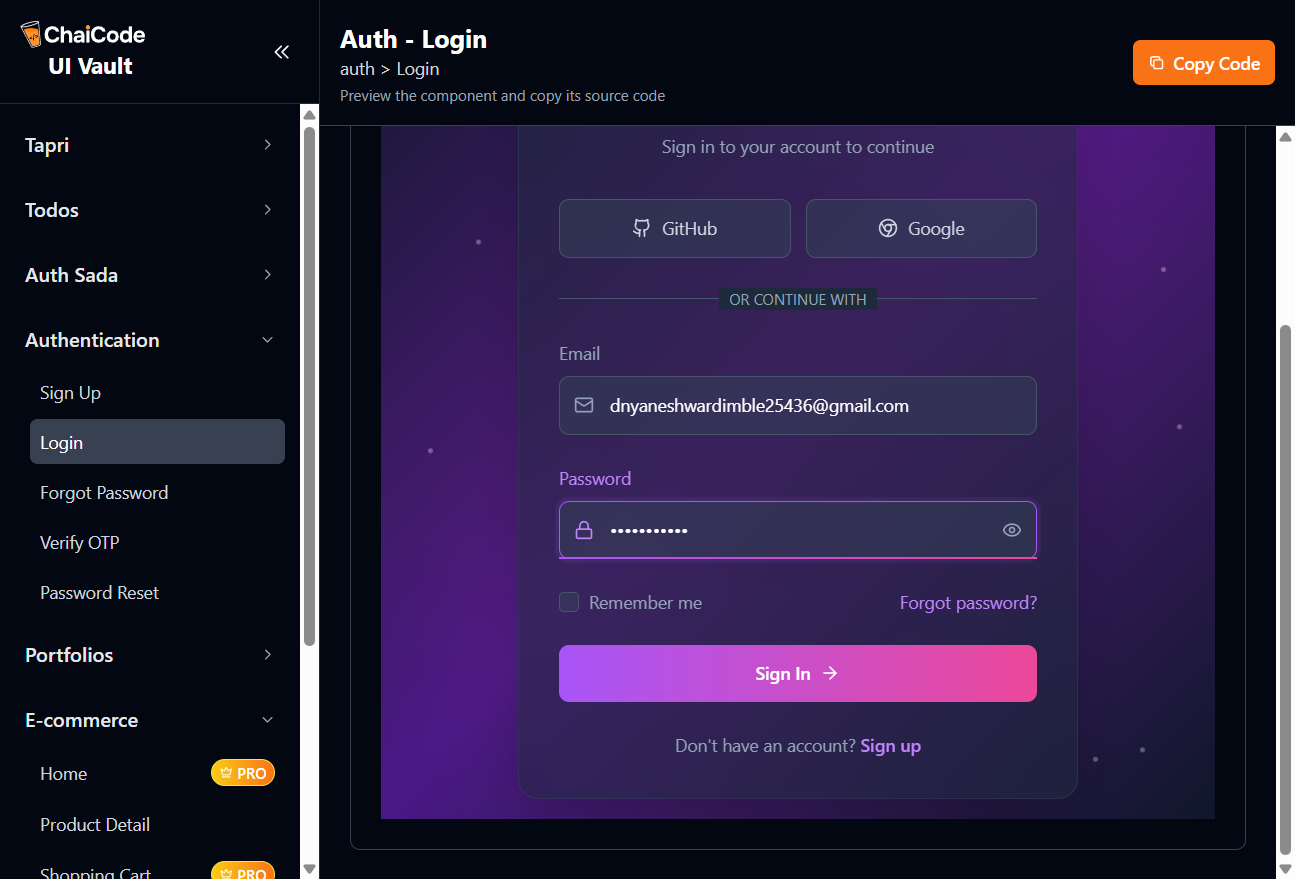 ChaiCode
UI Vault
Tapri
Todos
Auth Sada
Authentication
Sign Up
Login
Forgot Password
Verify OTP
Password Reset
Portfolios
E-commerce
Home
PRO
Product Detail
Shopping Cart
PRO
Auth - Login
auth > Login
Preview the component and copy its source code
Copy Code
Sign in to your account to continue
GitHub
Google
OR CONTINUE WITH
Email
dnyaneshwardimble25436@gmail.com
Password
•••••••••••
Remember me
Forgot password?
Sign In →
Don't have an account? Sign up